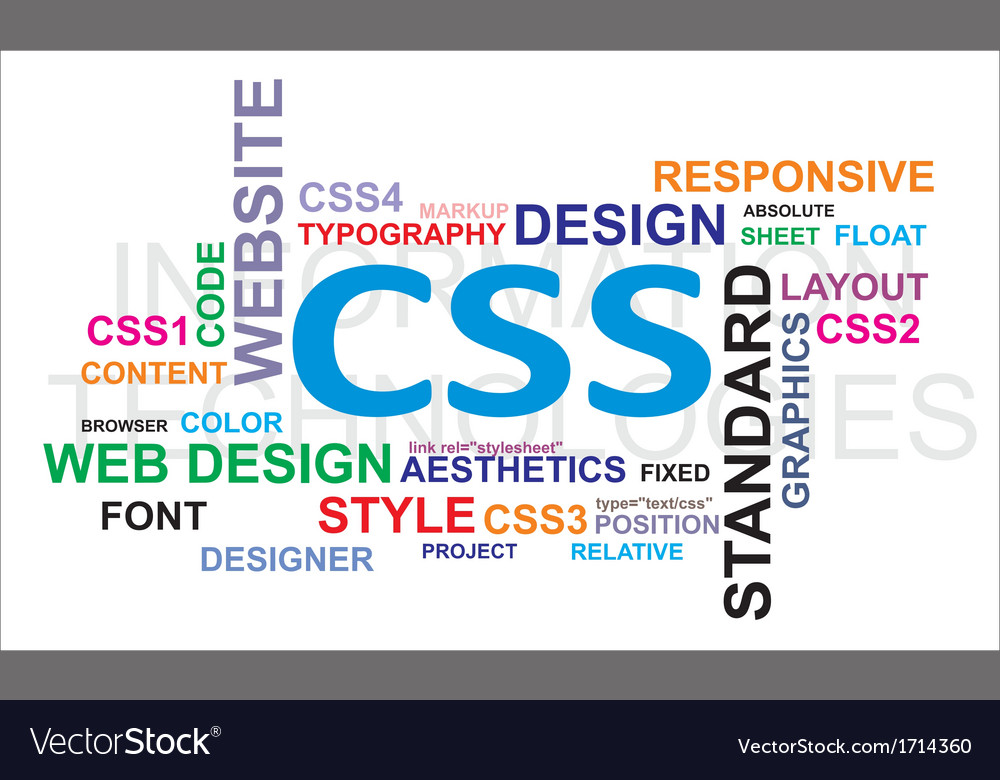 WEBSITE
RESPONSIVE
CSS4
MARKUP
DESIGN
ABSOLUTE
TYPOGRAPHY
SHEET
FLOAT
INFORMATION
CODE
CSS
STANDARD
LAYOUT
CSS1
GRAPHICS
CSS2
CONTENT
TECHNOLOGIES
BROWSER
COLOR
link rel="stylesheet"
WEB DESIGN
AESTHETICS
FIXED
FONT
STYLE
CSS3
type="text/css"
POSITION
DESIGNER
PROJECT
RELATIVE
VectorStock®
VectorStock.com/1714360